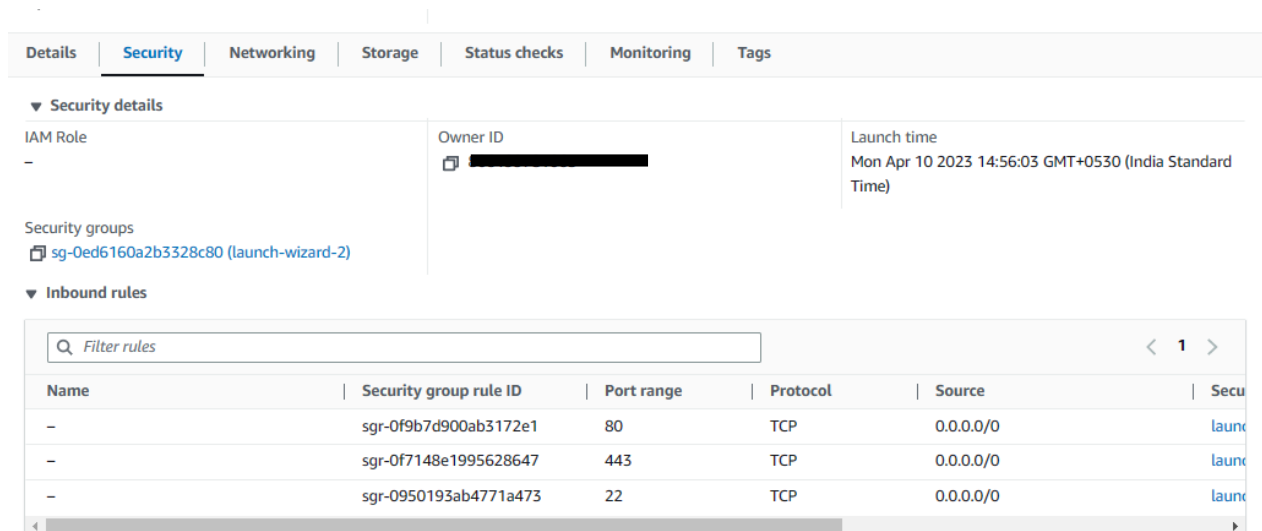 Details Security Networking Storage Status checks Monitoring Tags
▼ Security details
IAM Role
–
Owner ID
Launch time
Mon Apr 10 2023 14:56:03 GMT+0530 (India Standard
Time)
Security groups
sg-0ed6160a2b3328c80 (launch-wizard-2)
▼ Inbound rules
Filter rules
< 1 >
Name Security group rule ID Port range Protocol Source Secu
– sgr-0f9b7d900ab3172e1 80 TCP 0.0.0.0/0 laun
– sgr-0f7148e1995628647 443 TCP 0.0.0.0/0 laun
– sgr-0950193ab4771a473 22 TCP 0.0.0.0/0 laun